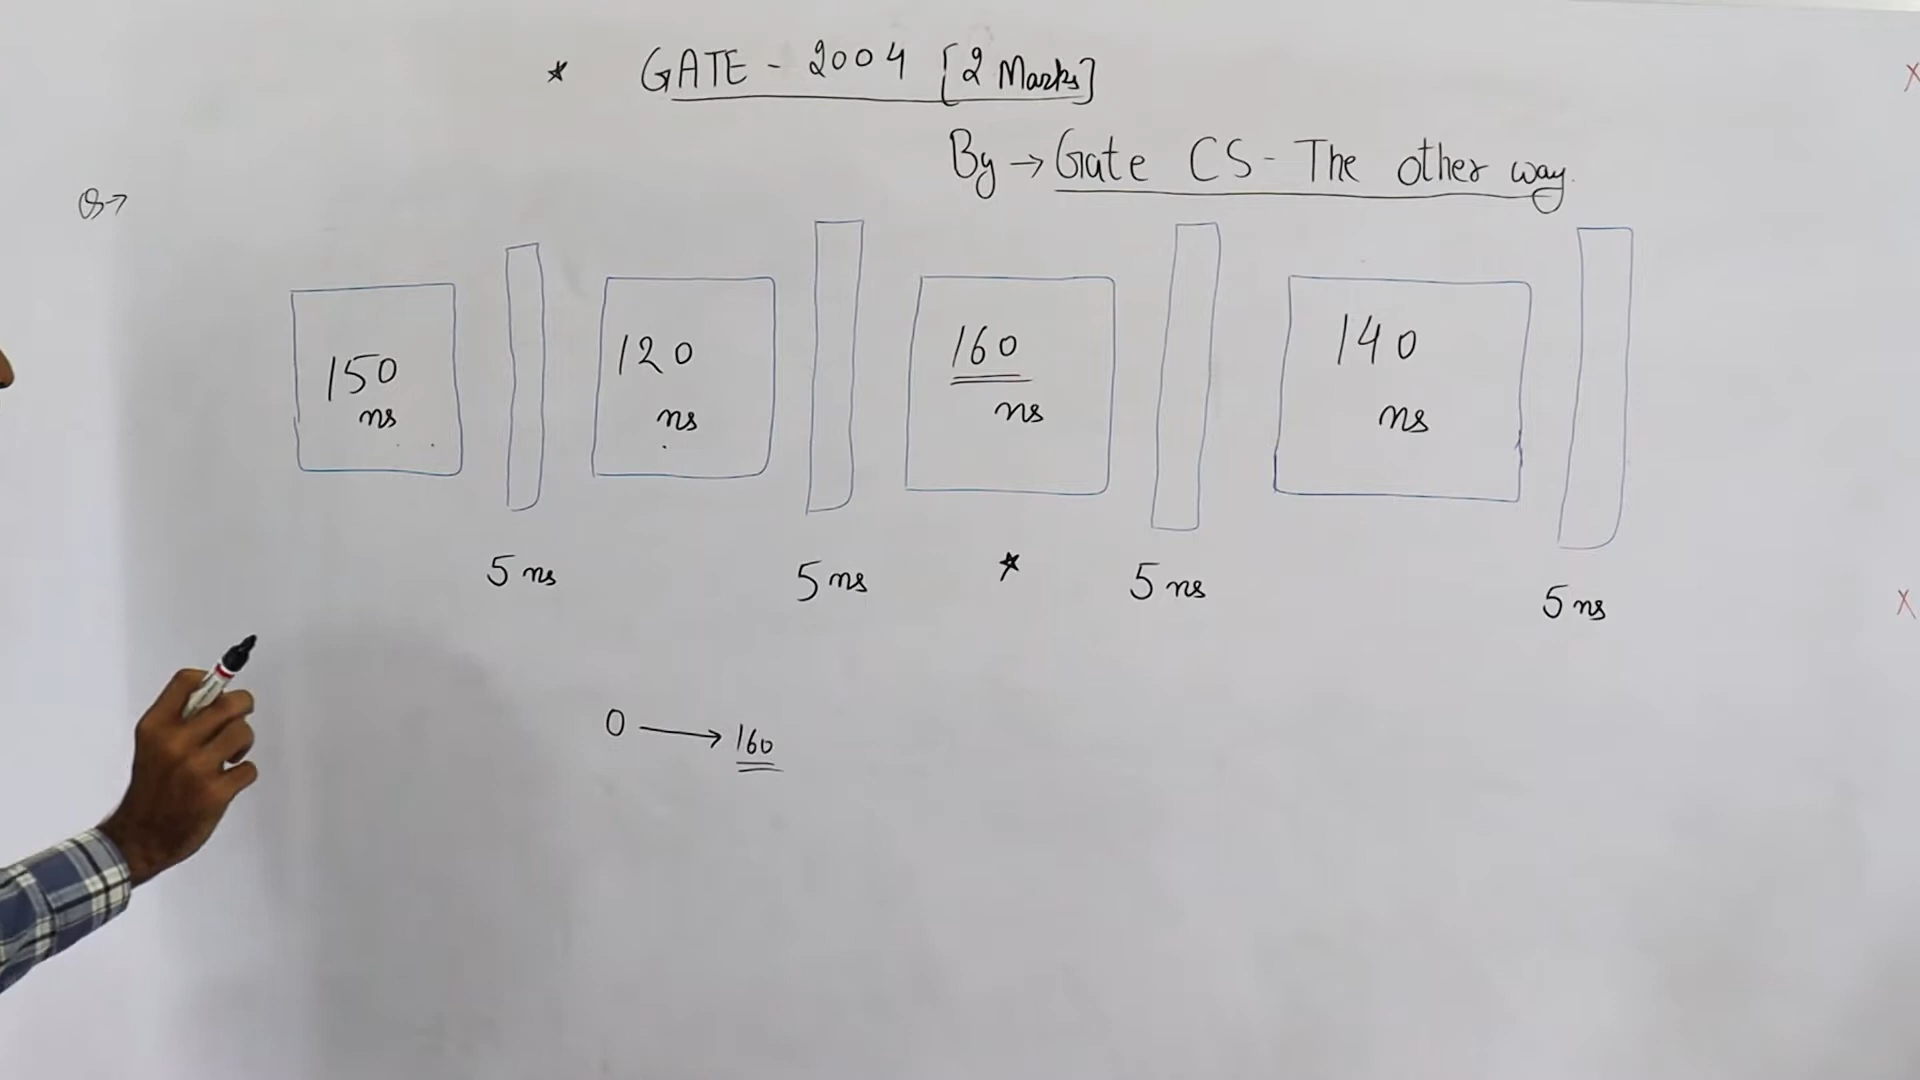 * GATE - 2004 [2 Marks]
By → Gate CS - The other way.
Q →
150 ns
120 ns
160 ns
140 ns
5 ns
5 ns
*
5 ns
5 ns
0 → 160
X
X